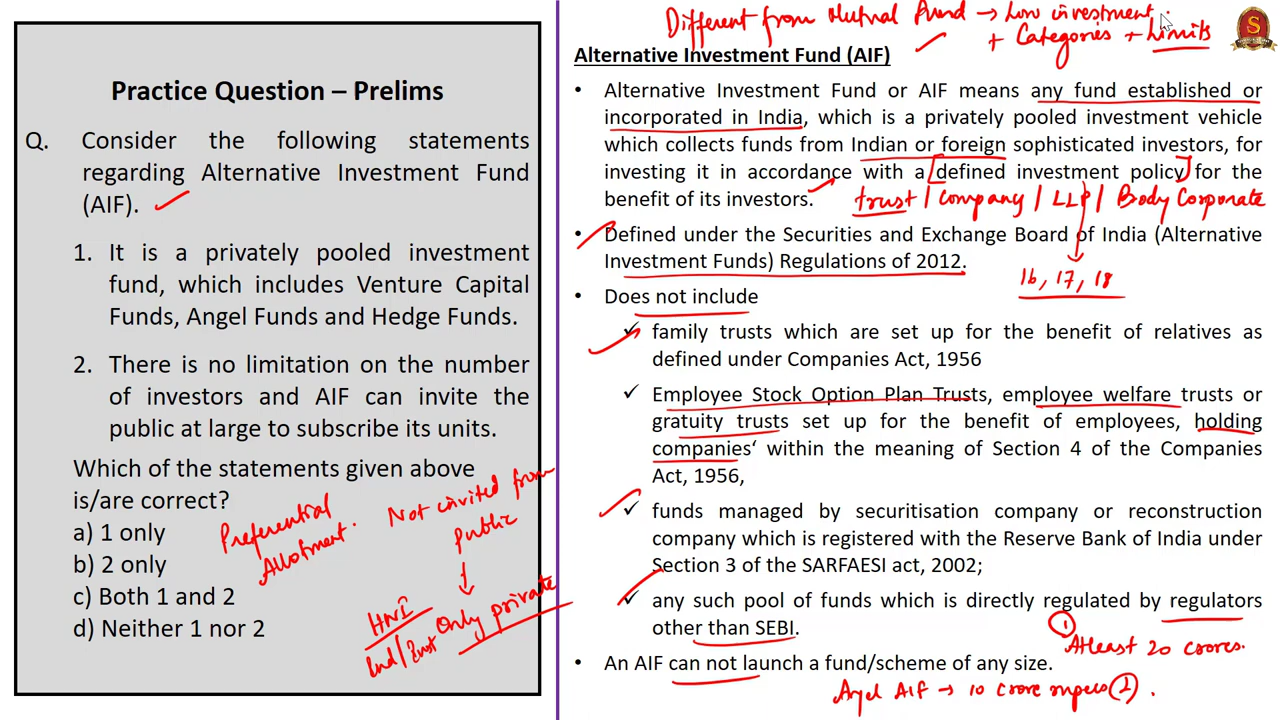 Practice Question – Prelims
Q. Consider the following statements
regarding Alternative Investment Fund
(AIF).
1. It is a privately pooled investment
fund, which includes Venture Capital
Funds, Angel Funds and Hedge Funds.
2. There is no limitation on the number
of investors and AIF can invite the
public at large to subscribe its units.
Which of the statements given above
is/are correct?
a) 1 only
b) 2 only
c) Both 1 and 2
d) Neither 1 nor 2
Preferential
Allotment.
Not invited from
public
Only private
HNI
Ind/Inst
Different from Mutual Fund → Low investment.
+ Categories + Limits
S
Alternative Investment Fund (AIF)
• Alternative Investment Fund or AIF means any fund established or
incorporated in India, which is a privately pooled investment vehicle
which collects funds from Indian or foreign sophisticated investors, for
investing it in accordance with a defined investment policy for the
benefit of its investors.
trust | Company | LLP | Body Corporate
• Defined under the Securities and Exchange Board of India (Alternative
Investment Funds) Regulations of 2012.
16, 17, 18
• Does not include
✓ family trusts which are set up for the benefit of relatives as
defined under Companies Act, 1956
✓ Employee Stock Option Plan Trusts, employee welfare trusts or
gratuity trusts set up for the benefit of employees, holding
companies‘ within the meaning of Section 4 of the Companies
Act, 1956,
✓ funds managed by securitisation company or reconstruction
company which is registered with the Reserve Bank of India under
Section 3 of the SARFAESI act, 2002;
✓ any such pool of funds which is directly regulated by regulators
other than SEBI.
① Atleast 20 crores.
• An AIF can not launch a fund/scheme of any size.
Angel AIF → 10 crore rupees ②.